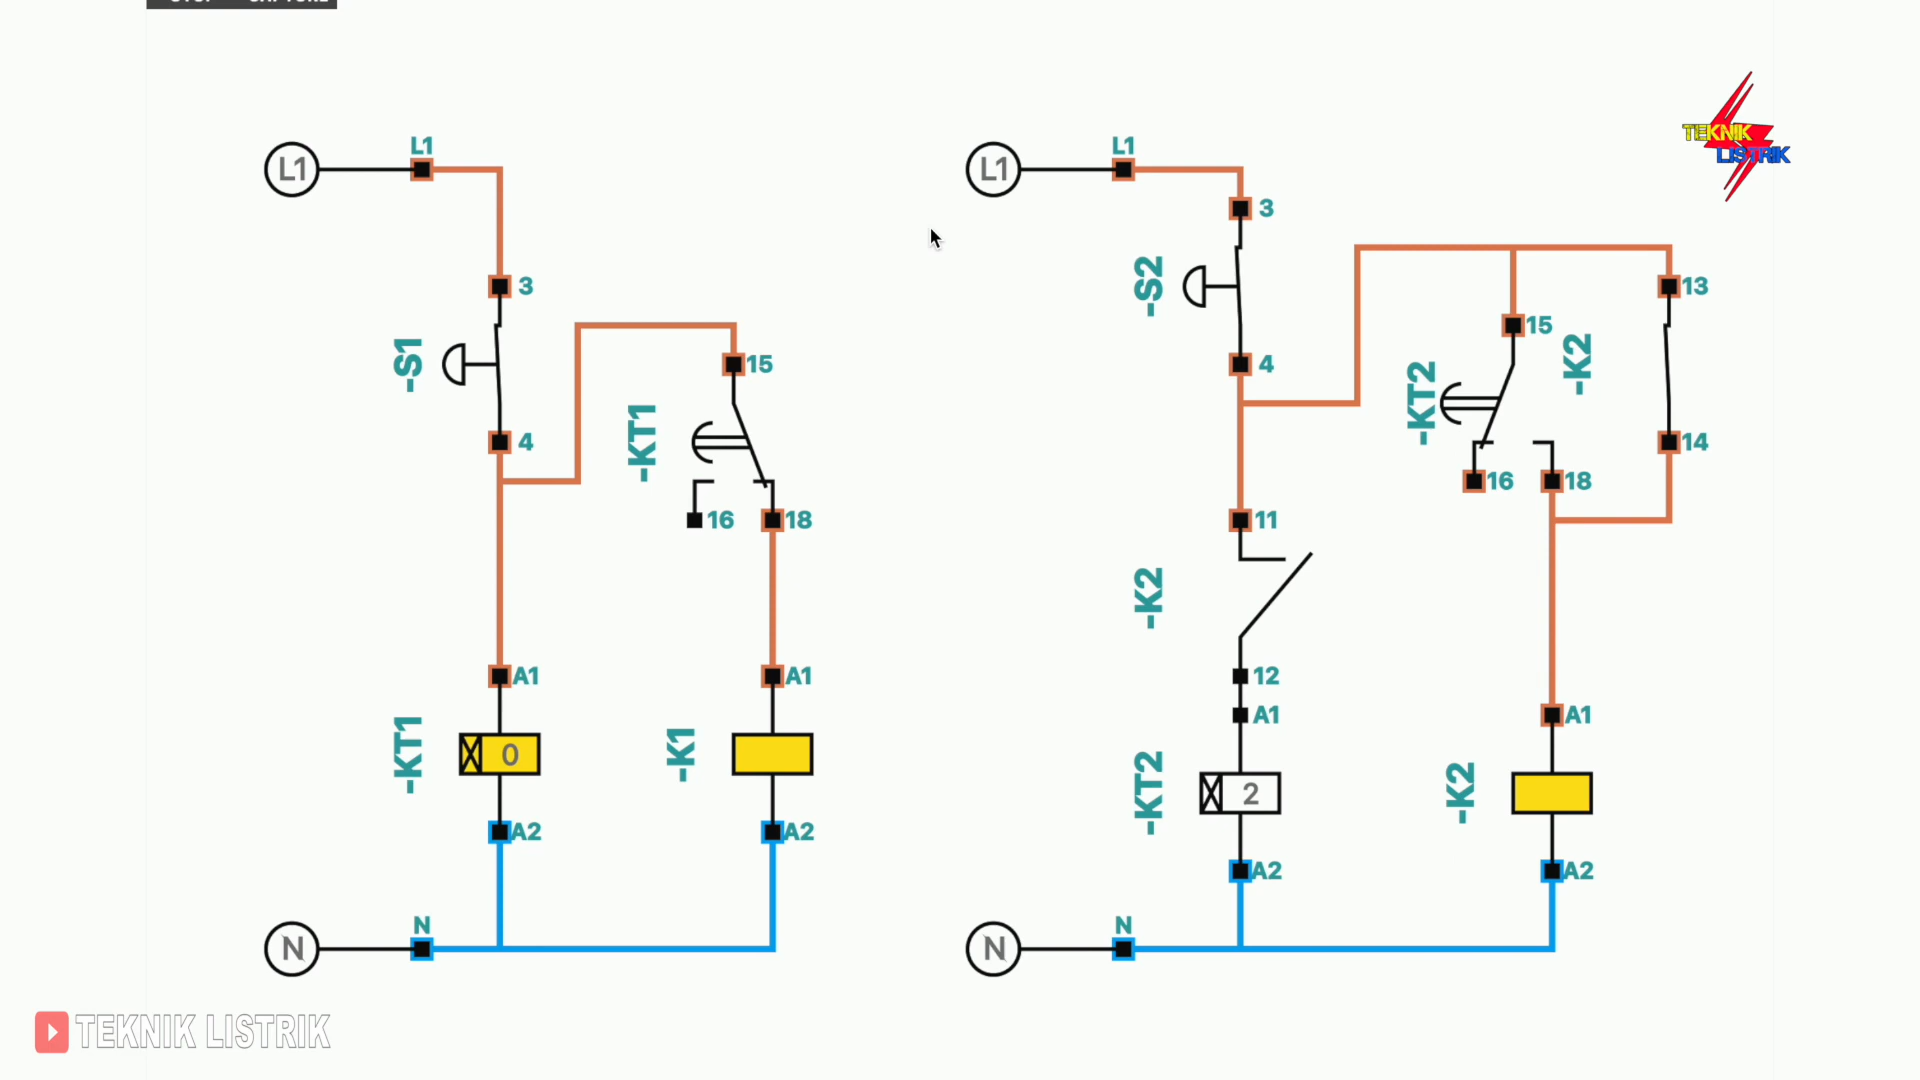 STOP CAPTURE
L1
L1
3
-S1
4
15
-KT1
16
18
A1
A1
-KT1
0
-K1
A2
A2
N
N
L1
L1
3
-S2
4
15
13
-KT2
-K2
14
16
18
11
-K2
12
A1
A1
-KT2
2
-K2
A2
A2
N
N
TEKNIK
LISTRIK
TEKNIK LISTRIK